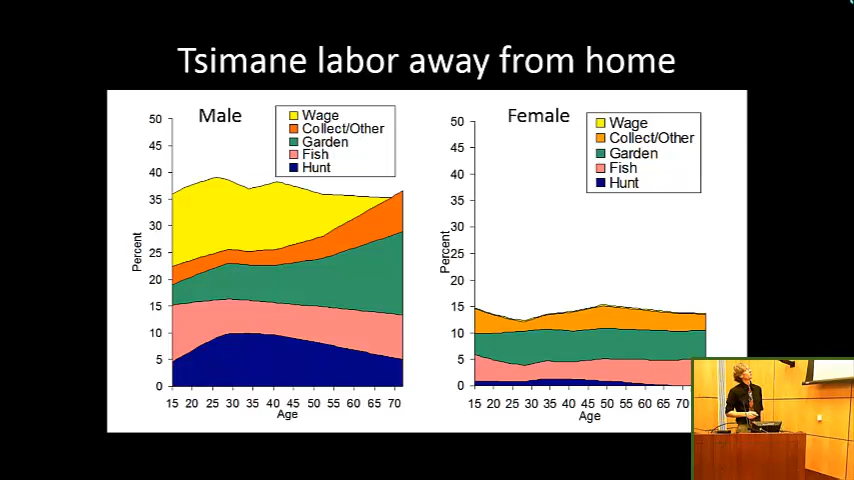 Tsimane labor away from home
Male
Wage
Collect/Other
Garden
Fish
Hunt
50
45
40
35
30
25
20
15
10
5
0
Percent
15 20 25 30 35 40 45 50 55 60 65 70
Age
Female
Wage
Collect/Other
Garden
Fish
Hunt
50
45
40
35
30
25
20
15
10
5
0
Percent
15 20 25 30 35 40 45 50 55 60 65 70
Age